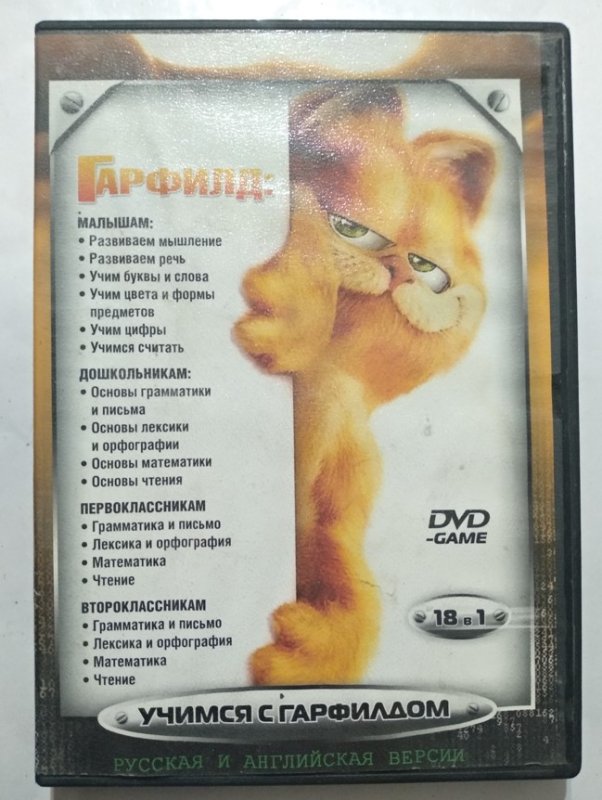 ГАРФИЛД:
МАЛЫШАМ:
• Развиваем мышление
• Развиваем речь
• Учим буквы и слова
• Учим цвета и формы
предметов
• Учим цифры
• Учимся считать
ДОШКОЛЬНИКАМ:
• Основы грамматики
и письма
• Основы лексики
и орфографии
• Основы математики
• Основы чтения
ПЕРВОКЛАССНИКАМ
• Грамматика и письмо
• Лексика и орфография
• Математика
• Чтение
ВТОРОКЛАССНИКАМ
• Грамматика и письмо
• Лексика и орфография
• Математика
• Чтение
DVD
-GAME
18 в 1
УЧИМСЯ С ГАРФИЛДОМ
РУССКАЯ И АНГЛИЙСКАЯ ВЕРСИИ